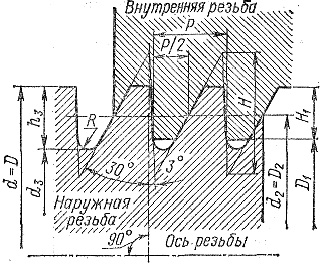 Внутренняя резьба
P
P/2
H
R
h₃
H₁
30°
3°
d = D
d₃
d₂ = D₂
D₁
Наружная
резьба
90°
Ось резьбы